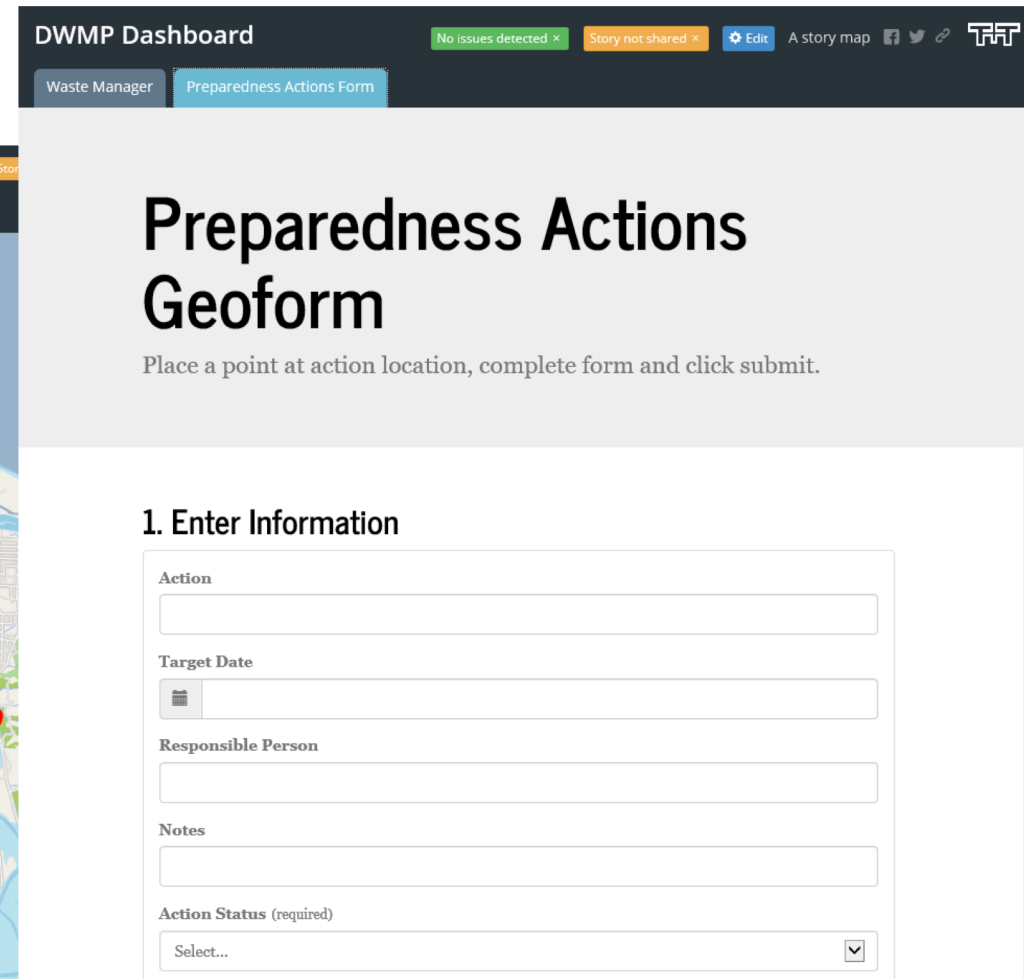 DWMP Dashboard
No issues detected ×
Story not shared ×
Edit
A story map
Waste Manager
Preparedness Actions Form
Stor
Preparedness Actions
Geoform
Place a point at action location, complete form and click submit.
1. Enter Information
Action
Target Date
Responsible Person
Notes
Action Status (required)
Select...